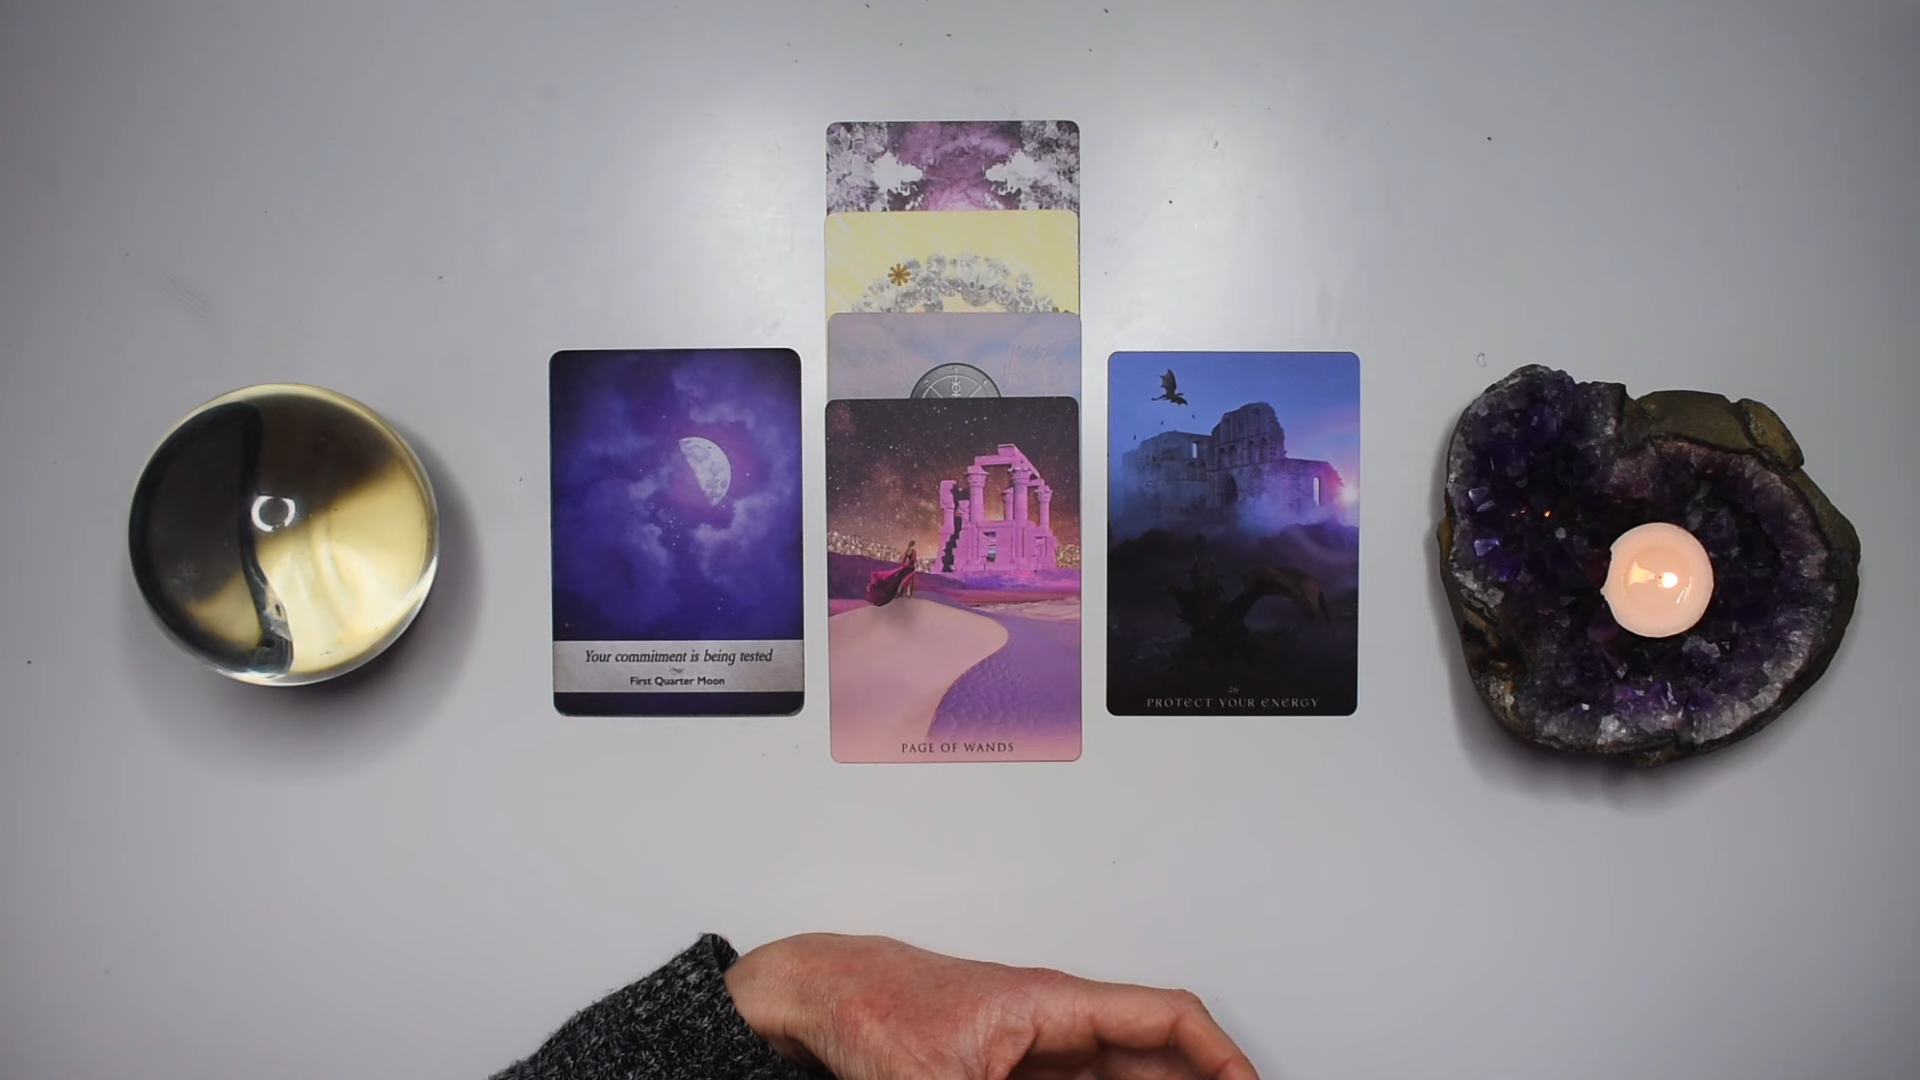 Your commitment is being tested
First Quarter Moon
PAGE OF WANDS
26
PROTECT YOUR ENERGY